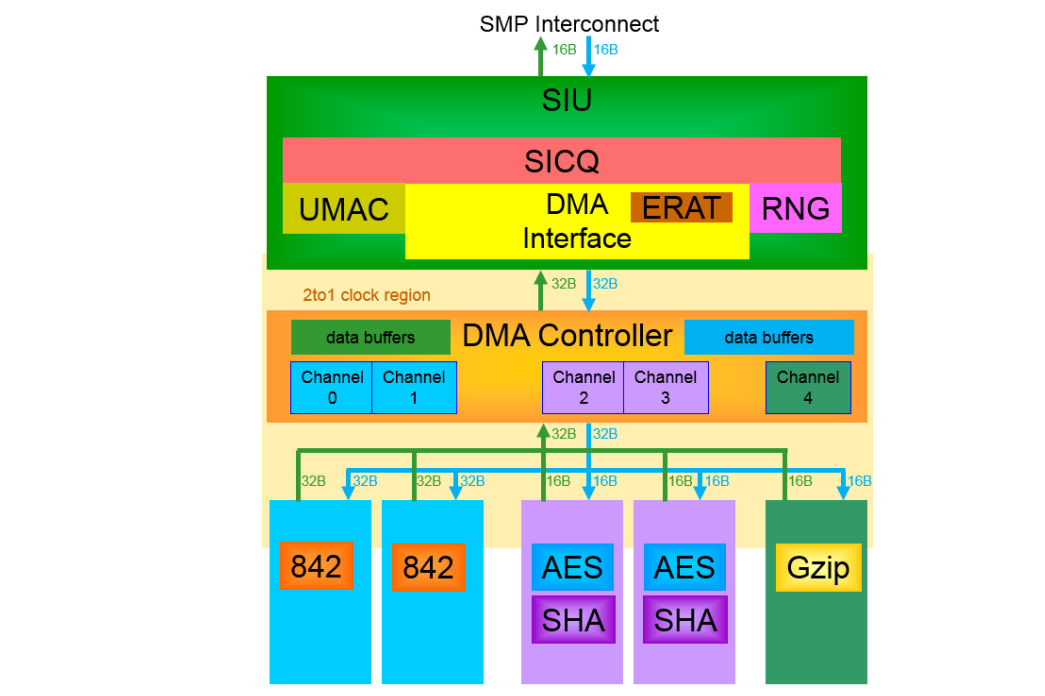 SMP Interconnect
16B
16B
SIU
SICQ
UMAC
DMA
Interface
ERAT
RNG
32B
32B
2to1 clock region
data buffers
DMA Controller
data buffers
Channel
0
Channel
1
Channel
2
Channel
3
Channel
4
32B
32B
32B
32B
32B
32B
16B
16B
16B
16B
16B
16B
842
842
AES
SHA
AES
SHA
Gzip